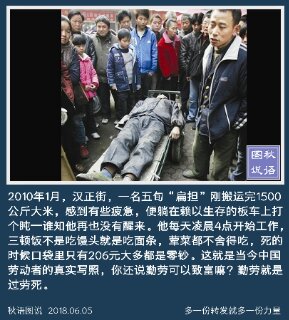 秋语
图说
2010年1月，汉正街，一名五旬“扁担”刚搬运完1500
公斤大米，感到有些疲惫，便躺在赖以生存的板车上打
个盹一谁知他再也没有醒来。他每天凌晨4点开始工作，
三顿饭不是吃馒头就是吃面条，荤菜都不舍得吃，死的
时候口袋里只有206元大多都是零钞。这就是当今中国
劳动者的真实写照，你还说勤劳可以致富嘛？勤劳就是
过劳死。
秋语图说 2018.06.05 多一份转发就多一份力量